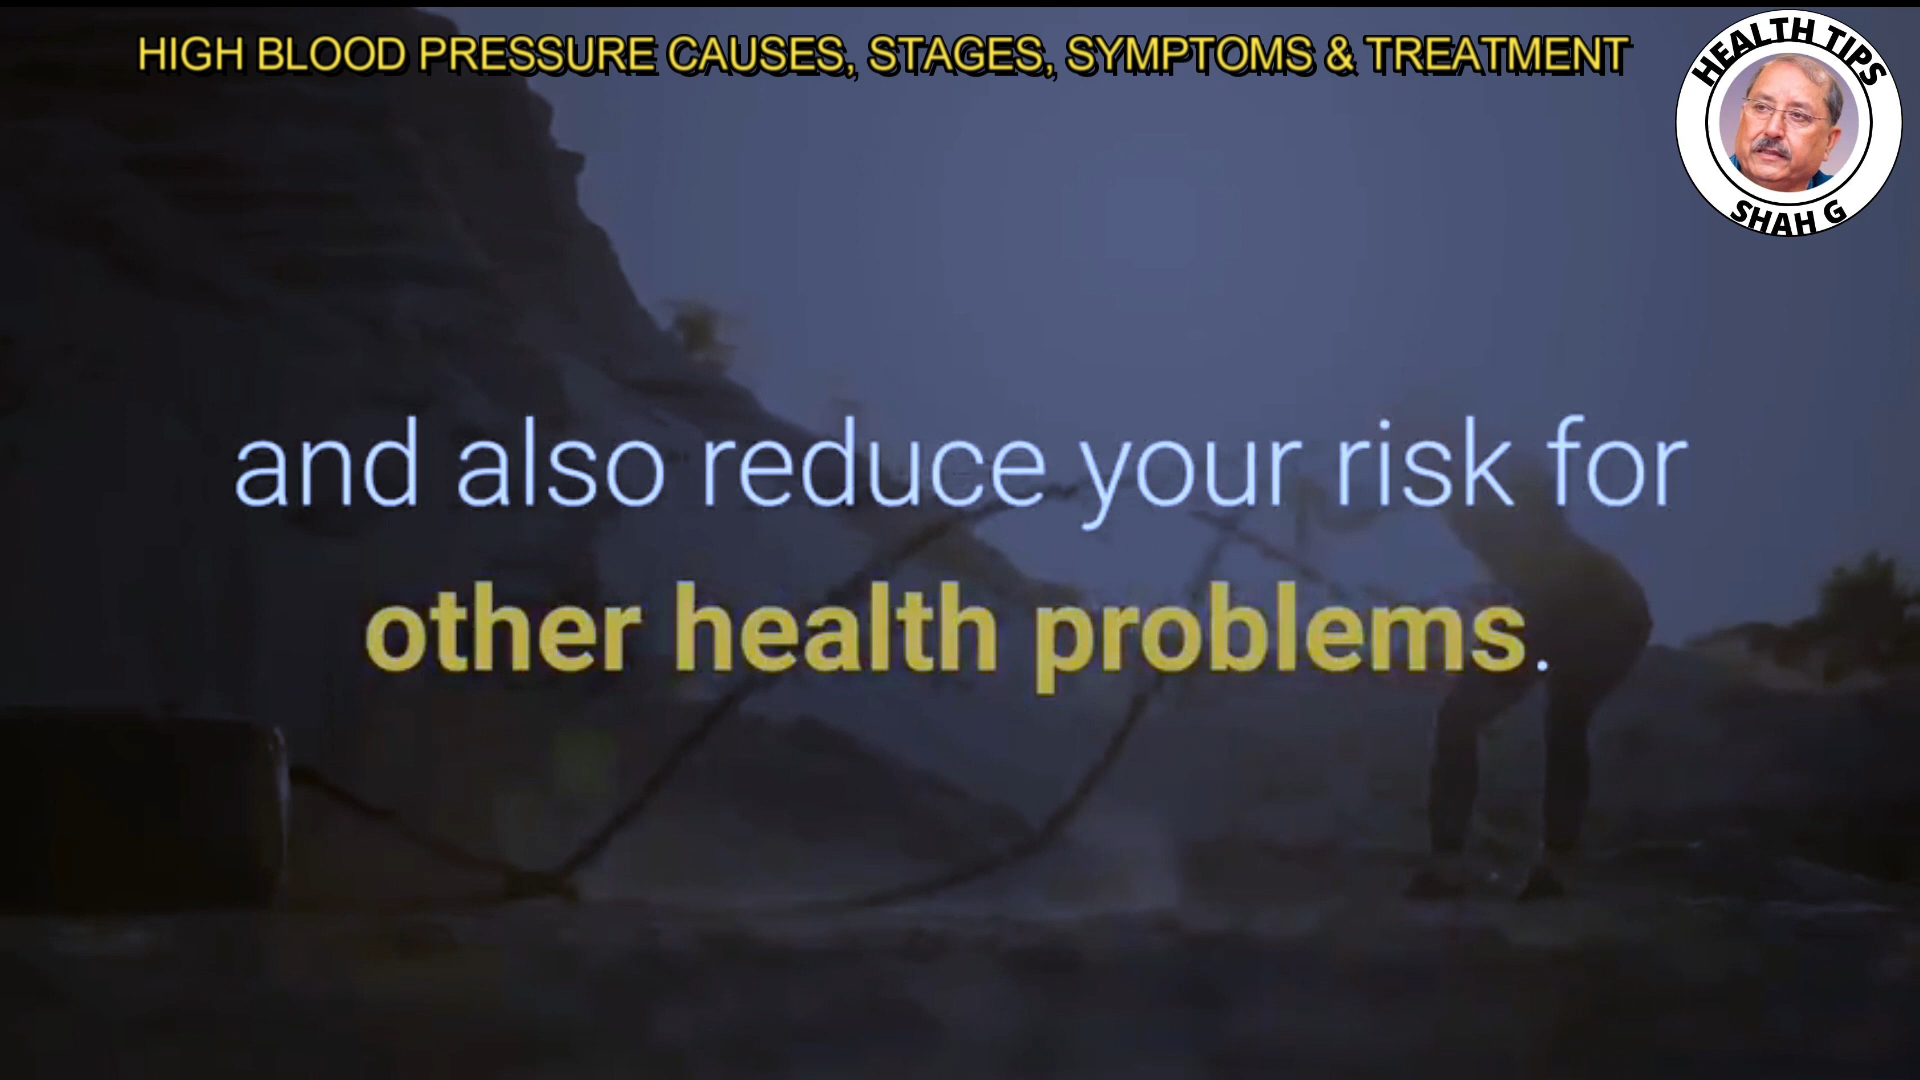 HIGH BLOOD PRESSURE CAUSES, STAGES, SYMPTOMS & TREATMENT
HEALTH TIPS
SHAH G
and also reduce your risk for
other health problems.